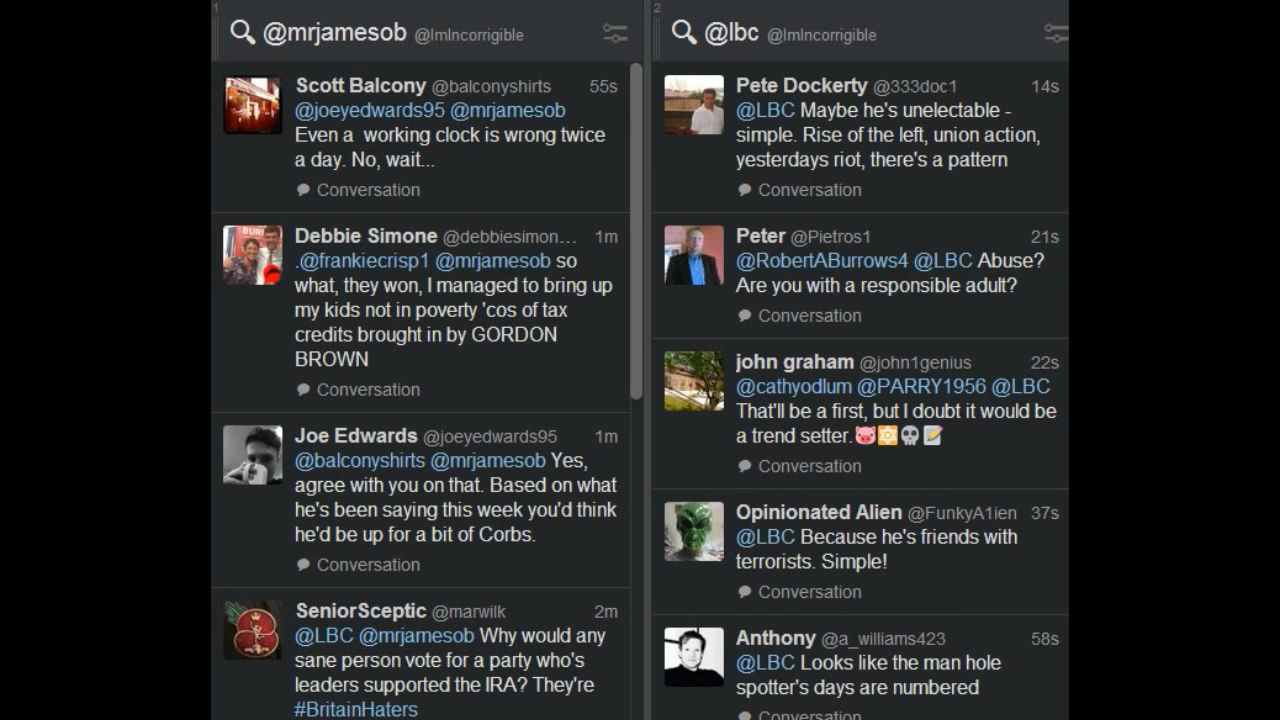 1
@mrjamesob @ImIncorrigible
Scott Balcony @balconyshirts 55s
@joeyedwards95 @mrjamesob
Even a working clock is wrong twice
a day. No, wait...
Conversation
Debbie Simone @debbiesimon... 1m
.@frankiecrisp1 @mrjamesob so
what, they won, I managed to bring up
my kids not in poverty 'cos of tax
credits brought in by GORDON
BROWN
Conversation
Joe Edwards @joeyedwards95 1m
@balconyshirts @mrjamesob Yes,
agree with you on that. Based on what
he's been saying this week you'd think
he'd be up for a bit of Corbs.
Conversation
SeniorSceptic @marwilk 2m
@LBC @mrjamesob Why would any
sane person vote for a party who's
leaders supported the IRA? They're
#BritainHaters
2
@lbc @ImIncorrigible
Pete Dockerty @333doc1 14s
@LBC Maybe he's unelectable -
simple. Rise of the left, union action,
yesterdays riot, there's a pattern
Conversation
Peter @Pietros1 21s
@RobertABurrows4 @LBC Abuse?
Are you with a responsible adult?
Conversation
john graham @john1genius 22s
@cathyodlum @PARRY1956 @LBC
That'll be a first, but I doubt it would be
a trend setter.🐷🔯💀📝
Conversation
Opinionated Alien @FunkyA1ien 37s
@LBC Because he's friends with
terrorists. Simple!
Conversation
Anthony @a_williams423 58s
@LBC Looks like the man hole
spotter's days are numbered
Conversation